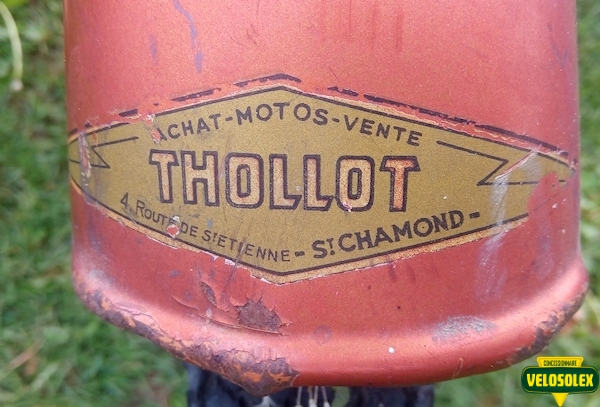 ACHAT-MOTOS-VENTE
THOLLOT
4, ROUTE DE ST ETIENNE - ST CHAMOND -
CONCESSIONNAIRE
VELOSOLEX